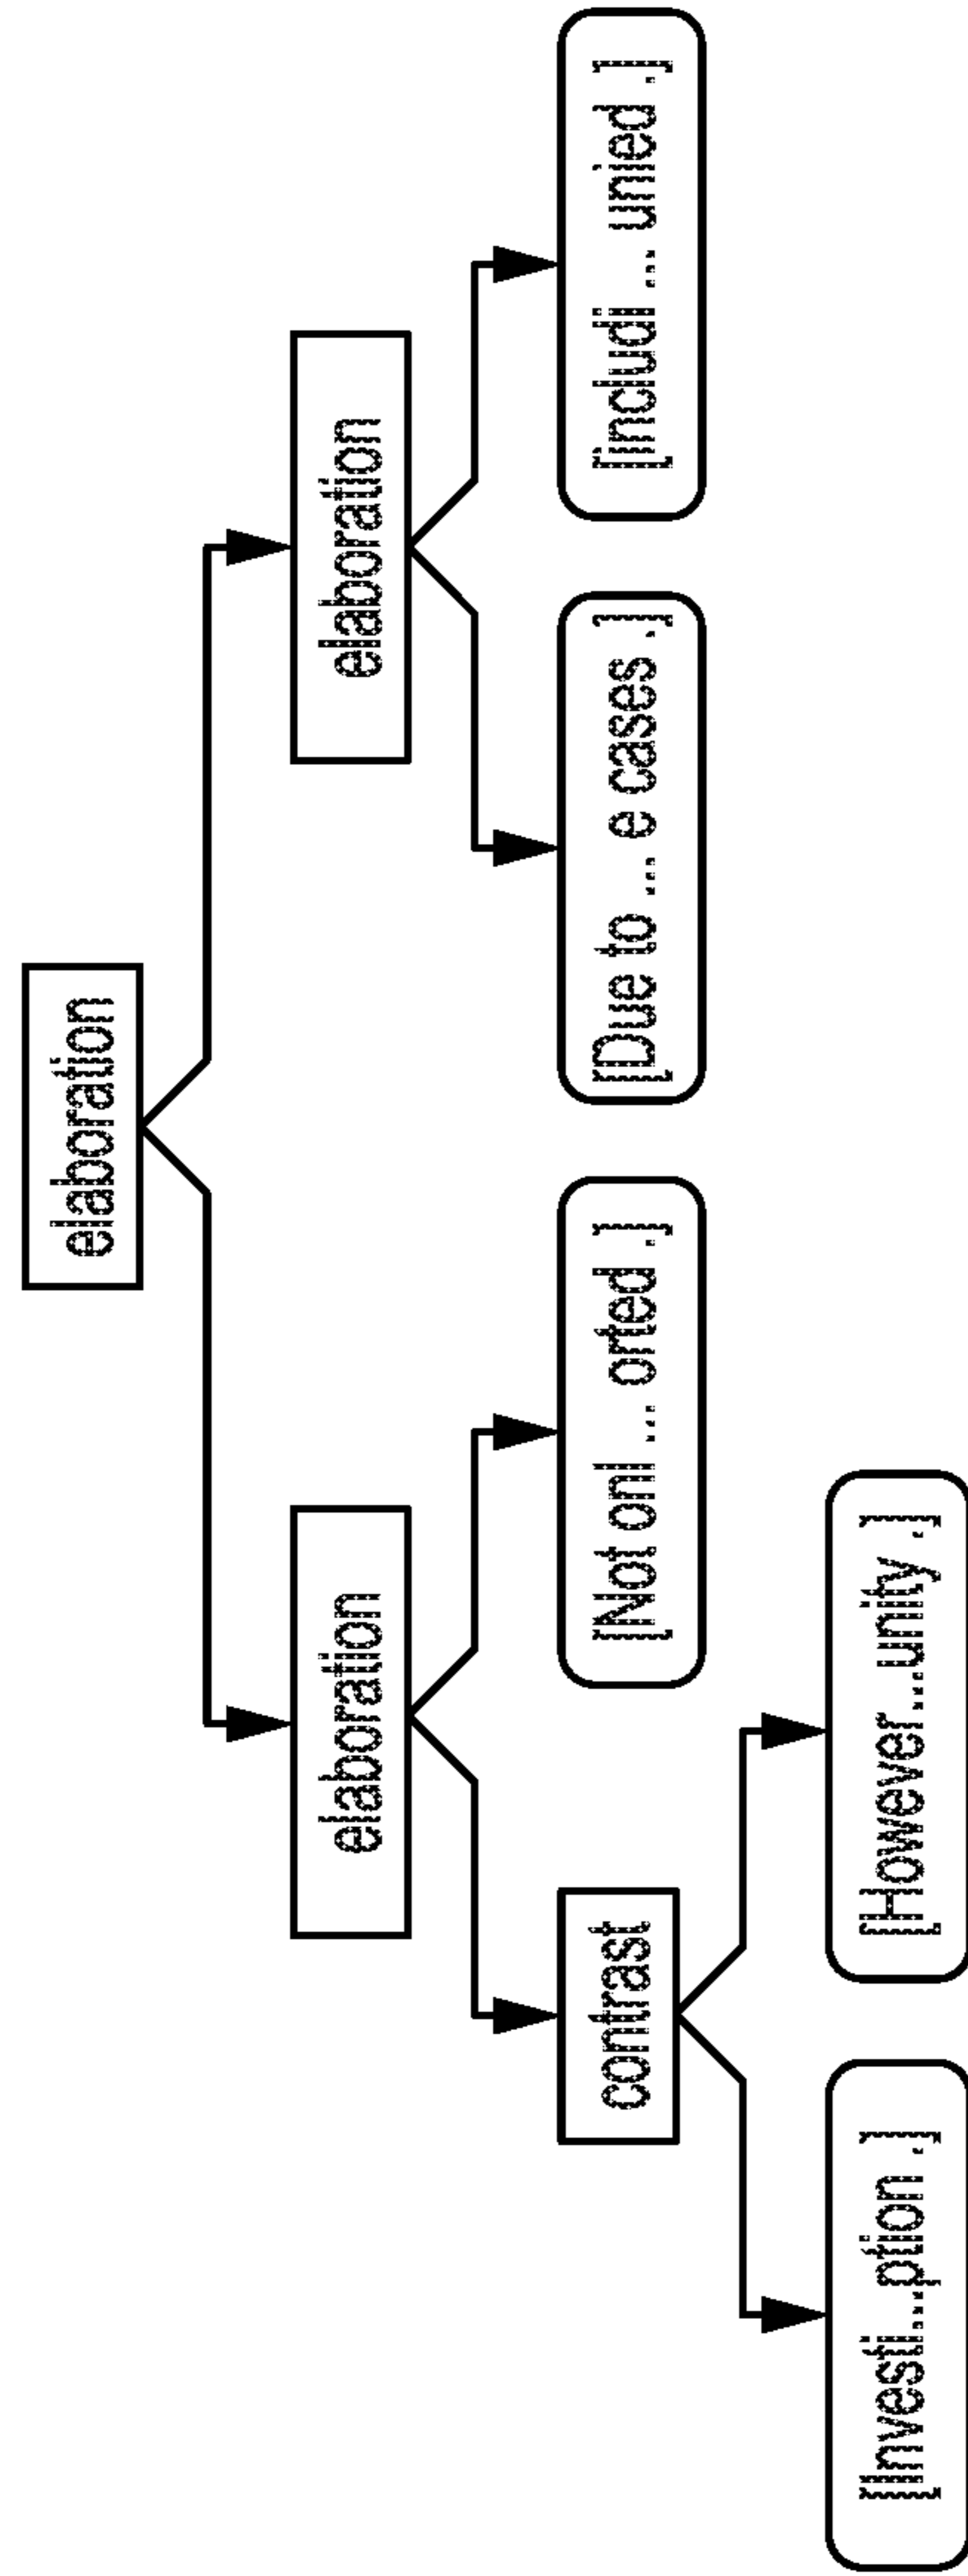 elaboration
elaboration
elaboration
contrast
[Not onl ... orted .]
[Due to ... e cases .]
[includi ... unied .]
[Investi...ption .]
[However...unity .]